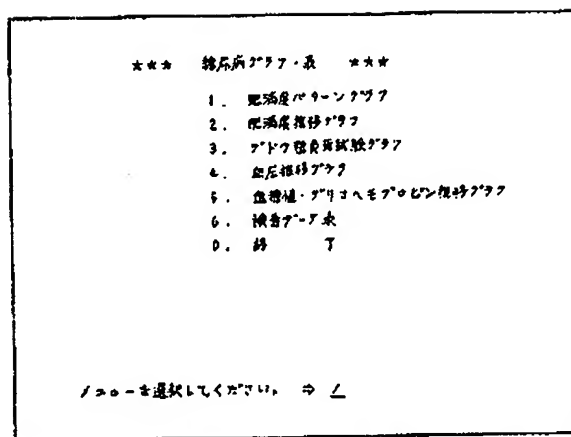 ☆☆☆ 糖尿病グラフ・表 ☆☆☆
1. 肥満度パターングラフ
2. 肥満度推移グラフ
3. ブドウ糖負荷試験グラフ
4. 血圧推移グラフ
5. 血糖値・グリコヘモグロビン推移グラフ
6. 検査データ表
0. 終 了
メニューを選択してください。 ⇒ 1